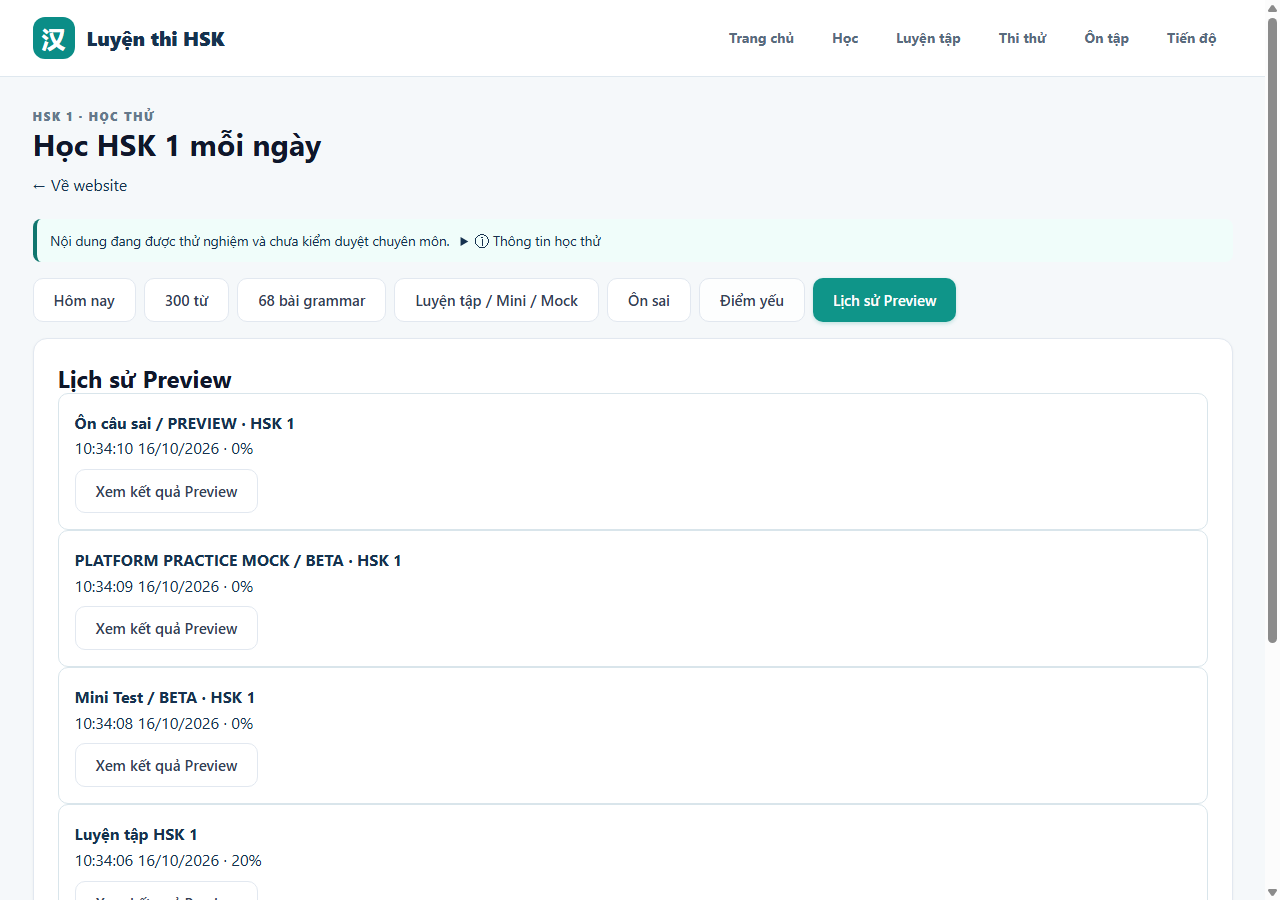 汉 Luyện thi HSK
Trang chủ Học Luyện tập Thi thử Ôn tập Tiến độ
HSK 1 · HỌC THỬ
Học HSK 1 mỗi ngày
← Về website
Nội dung đang được thử nghiệm và chưa kiểm duyệt chuyên môn. ▶ ⓘ Thông tin học thử
Hôm nay 300 từ 68 bài grammar Luyện tập / Mini / Mock Ôn sai Điểm yếu Lịch sử Preview
Lịch sử Preview
Ôn câu sai / PREVIEW · HSK 1
10:34:10 16/10/2026 · 0%
Xem kết quả Preview
PLATFORM PRACTICE MOCK / BETA · HSK 1
10:34:09 16/10/2026 · 0%
Xem kết quả Preview
Mini Test / BETA · HSK 1
10:34:08 16/10/2026 · 0%
Xem kết quả Preview
Luyện tập HSK 1
10:34:06 16/10/2026 · 20%